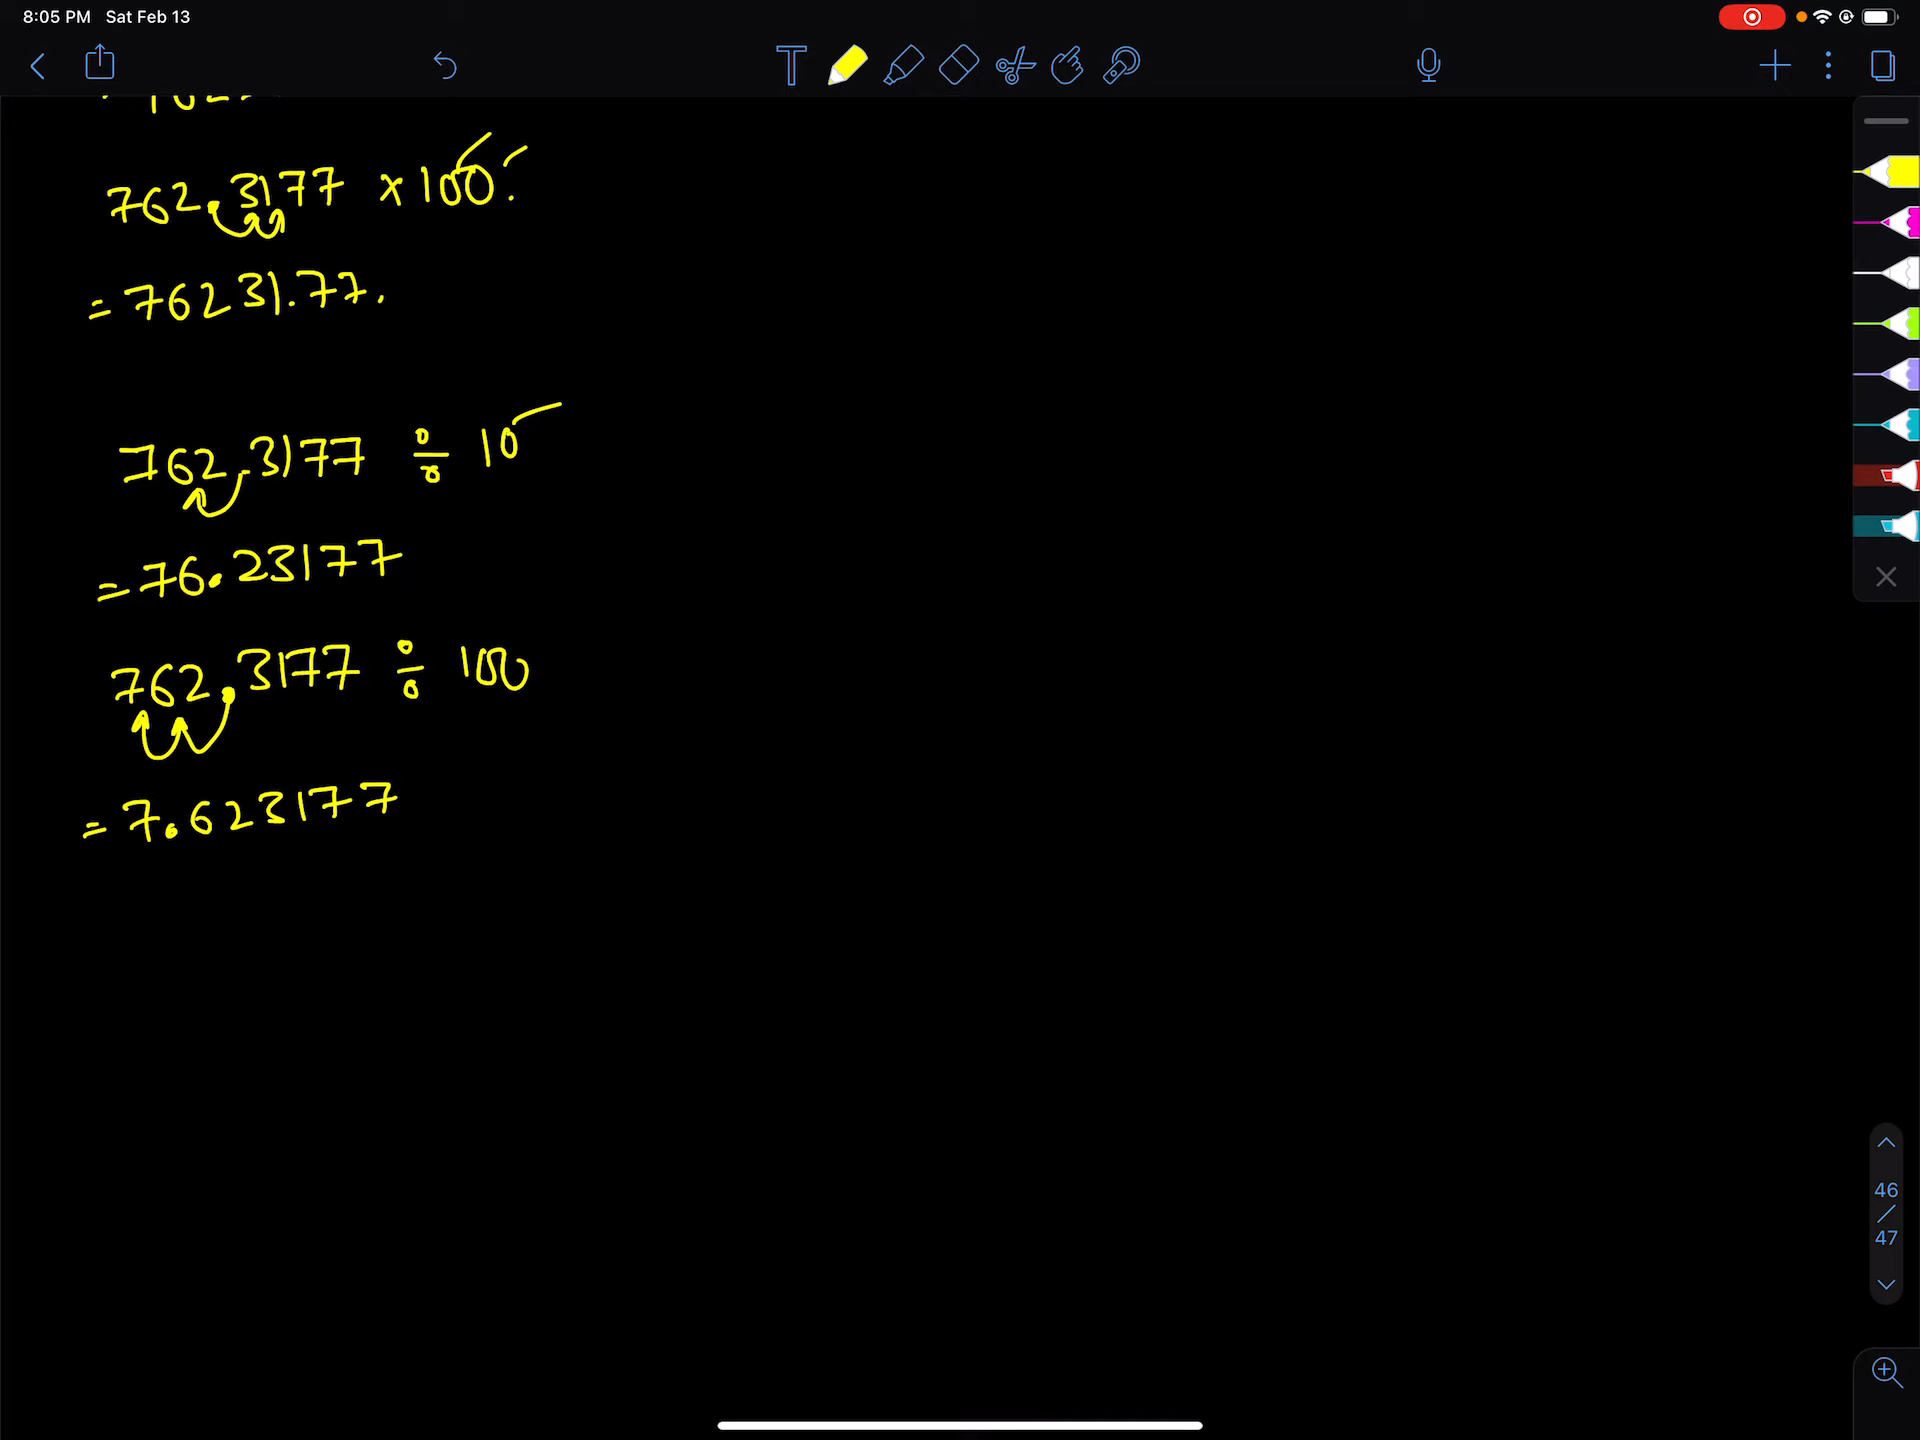 8:05 PM Sat Feb 13
762.3177 × 100.
= 76231.77.
762.3177 ÷ 10
= 76.23177
762.3177 ÷ 100
= 7.623177
46
/
47